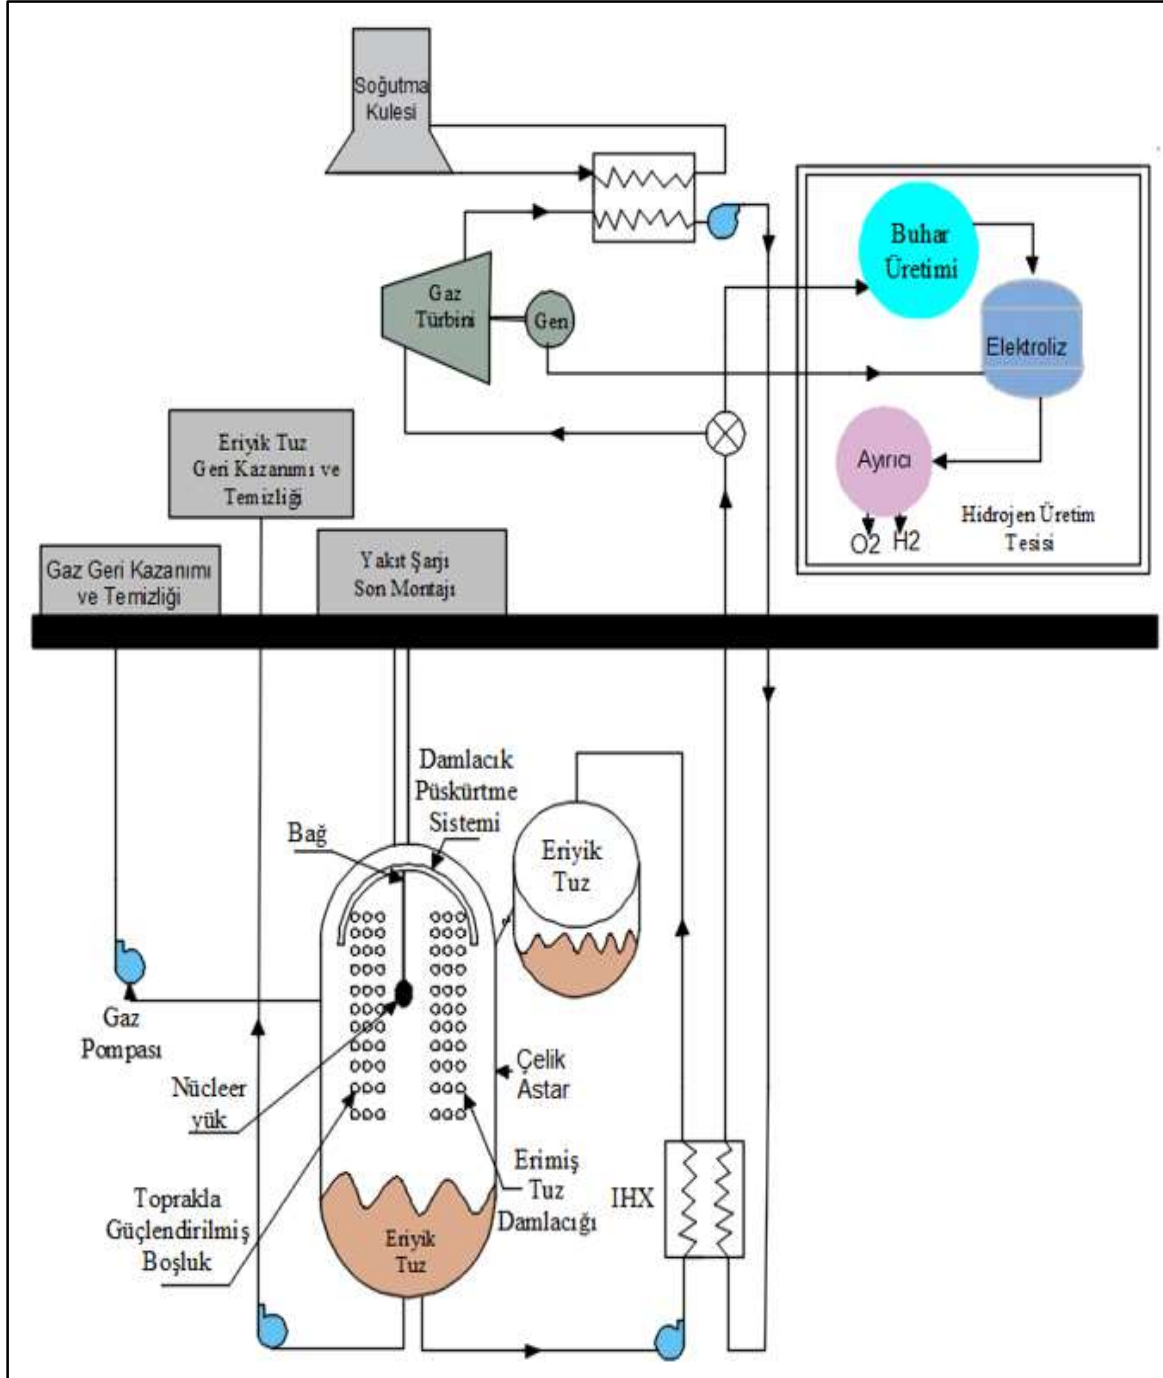 Soğutma
Kulesi
Buhar
Üretimi
Gaz
Türbini
Gen
Elektroliz
Eriyik Tuz
Geri Kazanımı ve
Temizliği
Ayırıcı
O2 H2
Hidrojen Üretim
Tesisi
Gaz Geri Kazanımı
ve Temizliği
Yakıt Şarjı
Son Montajı
Damlacık
Püskürtme
Sistemi
Bağ
Eriyik
Tuz
Gaz
Pompası
Çelik
Astar
Nücleer
yük
Erimiş
Tuz
Damlacığı
IHX
Toprakla
Güçlendirilmiş
Boşluk
Eriyik
Tuz